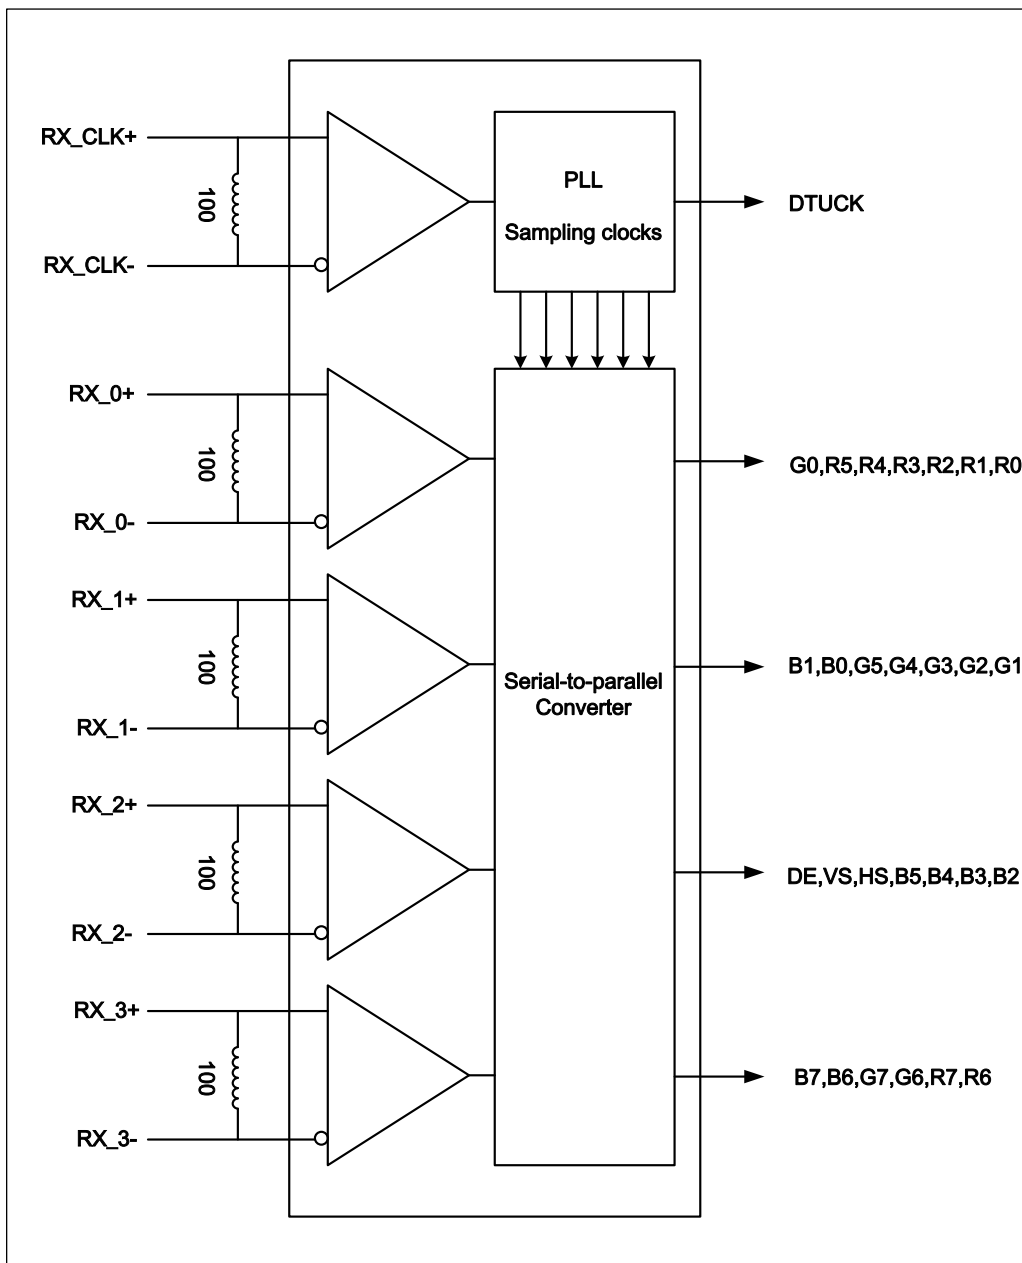 RX_CLK+
100
RX_CLK-
PLL
Sampling clocks
DTUCK
RX_0+
100
RX_0-
G0,R5,R4,R3,R2,R1,R0
RX_1+
100
RX_1-
Serial-to-parallel
Converter
B1,B0,G5,G4,G3,G2,G1
RX_2+
100
RX_2-
DE,VS,HS,B5,B4,B3,B2
RX_3+
100
RX_3-
B7,B6,G7,G6,R7,R6